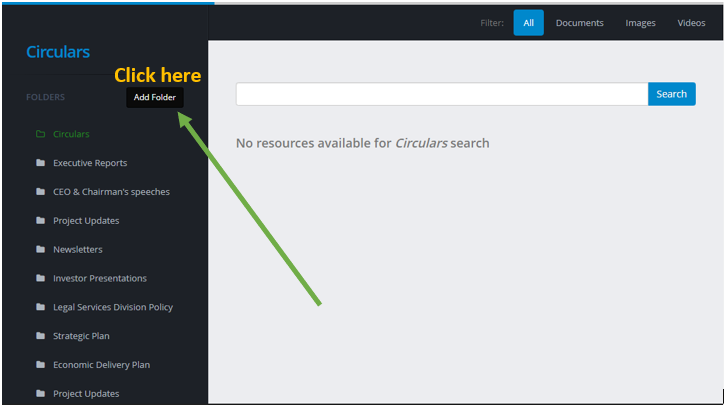 Filter: All Documents Images Videos
Circulars
Click here
FOLDERS Add Folder
Search
Circulars
No resources available for Circulars search
Executive Reports
CEO & Chairman's speeches
Project Updates
Newsletters
Investor Presentations
Legal Services Division Policy
Strategic Plan
Economic Delivery Plan
Project Updates